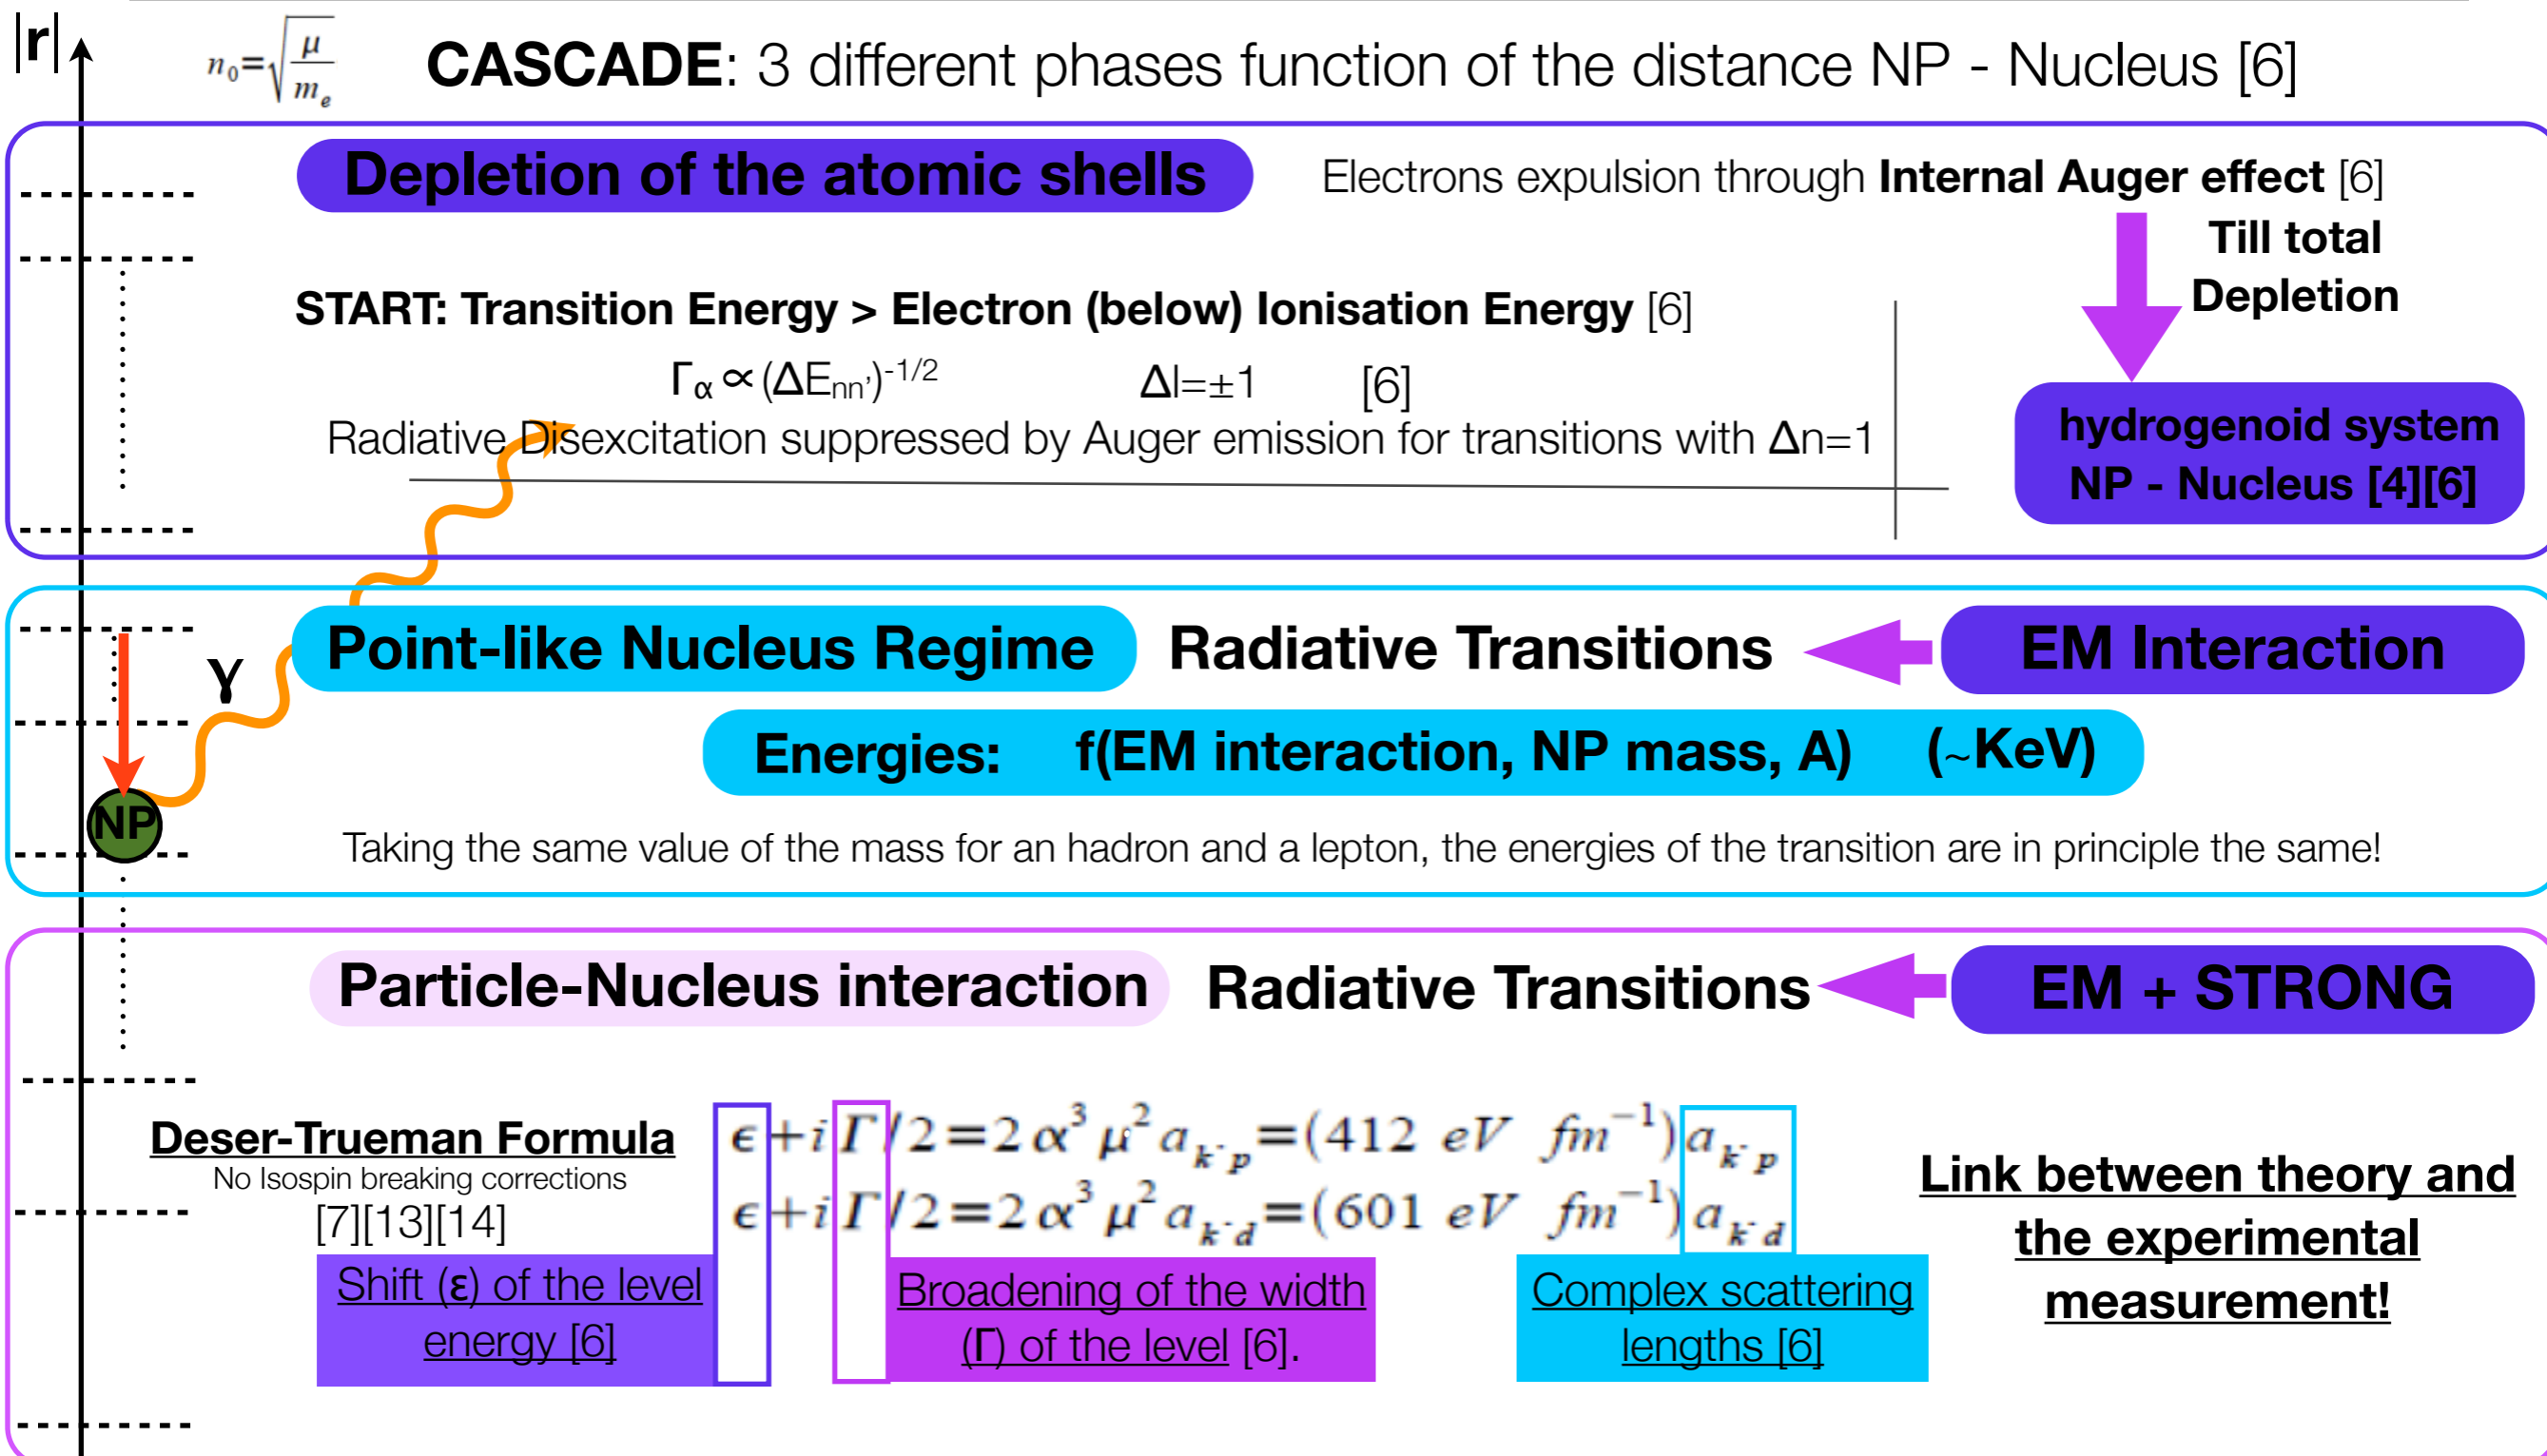 |r|
n₀=√(μ/mₑ)
CASCADE: 3 different phases function of the distance NP - Nucleus [6]
Depletion of the atomic shells
Electrons expulsion through Internal Auger effect [6]
Till total
Depletion
START: Transition Energy > Electron (below) Ionisation Energy [6]
Γα ∝ (ΔEnn’)-1/2 Δl=±1 [6]
Radiative Disexcitation suppressed by Auger emission for transitions with Δn=1
hydrogenoid system
NP - Nucleus [4][6]
γ
Point-like Nucleus Regime
Radiative Transitions
EM Interaction
Energies: f(EM interaction, NP mass, A) (~KeV)
NP
Taking the same value of the mass for an hadron and a lepton, the energies of the transition are in principle the same!
Particle-Nucleus interaction
Radiative Transitions
EM + STRONG
Deser-Trueman Formula
No Isospin breaking corrections
[7][13][14]
ϵ+i Γ/2=2 α³ μ² a k⁻p=(412 eV fm⁻¹) a k⁻p
ϵ+i Γ/2=2 α³ μ² a k⁻d=(601 eV fm⁻¹) a k⁻d
Shift (ε) of the level
energy [6]
Broadening of the width
(Γ) of the level [6].
Complex scattering
lengths [6]
Link between theory and
the experimental
measurement!